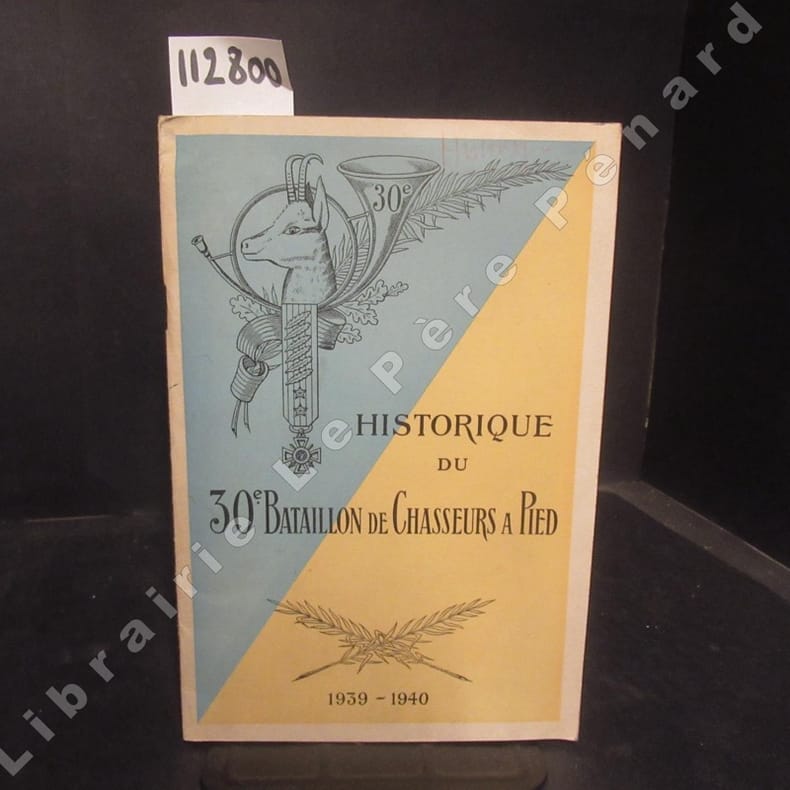 112800
30e
HISTORIQUE
DU
30e BATAILLON DE CHASSEURS A PIED
1939 - 1940
Librairie Le Père Pénard